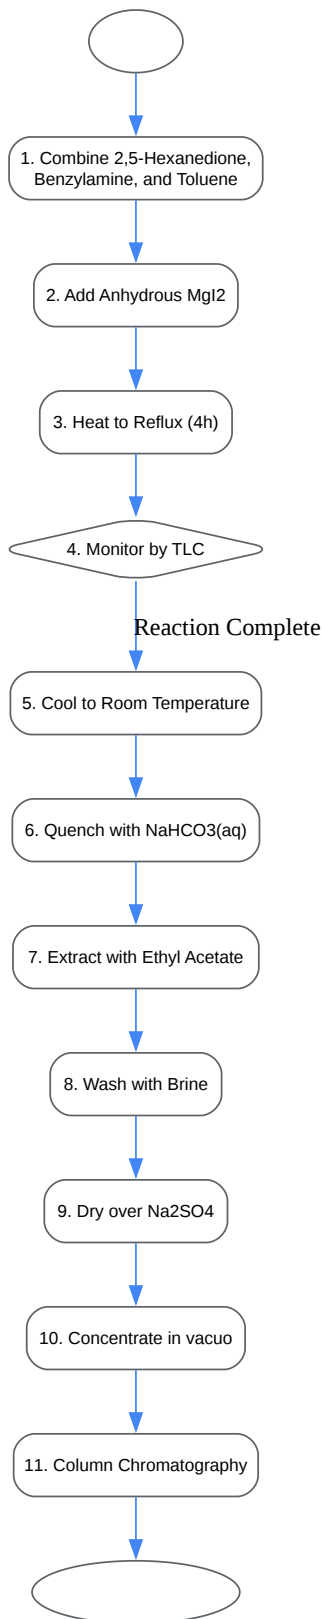 1. Combine 2,5-Hexanedione,
Benzylamine, and Toluene
2. Add Anhydrous MgI2
3. Heat to Reflux (4h)
4. Monitor by TLC
Reaction Complete
5. Cool to Room Temperature
6. Quench with NaHCO3(aq)
7. Extract with Ethyl Acetate
8. Wash with Brine
9. Dry over Na2SO4
10. Concentrate in vacuo
11. Column Chromatography